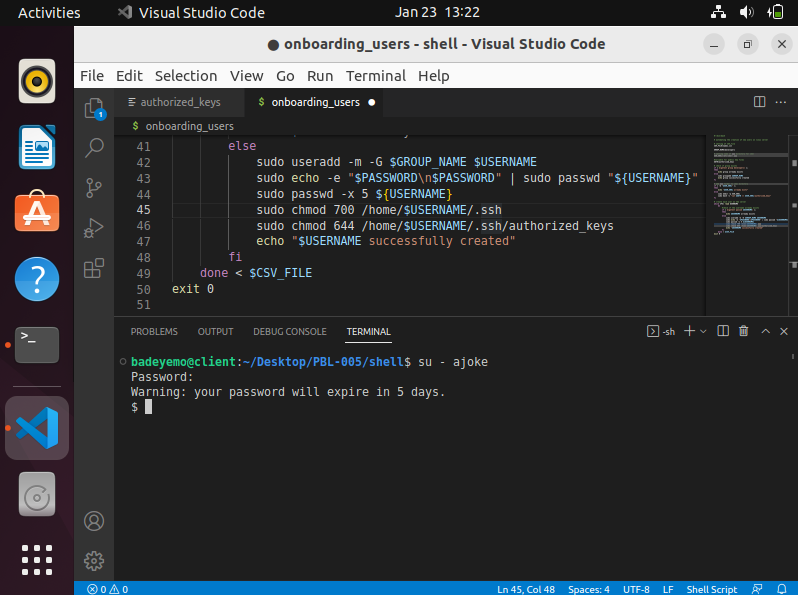 Activities Visual Studio Code Jan 23 13:22
● onboarding_users - shell - Visual Studio Code
File Edit Selection View Go Run Terminal Help
authorized_keys $ onboarding_users ●
$ onboarding_users
41 else
42 sudo useradd -m -G $GROUP_NAME $USERNAME
43 sudo echo -e "$PASSWORD\n$PASSWORD" | sudo passwd "${USERNAME}"
44 sudo passwd -x 5 ${USERNAME}
45 sudo chmod 700 /home/$USERNAME/.ssh
46 sudo chmod 644 /home/$USERNAME/.ssh/authorized_keys
47 echo "$USERNAME successfully created"
48 fi
49 done < $CSV_FILE
50 exit 0
51
PROBLEMS OUTPUT DEBUG CONSOLE TERMINAL -sh
badeyemo@client:~/Desktop/PBL-005/shell$ su - ajoke
Password:
Warning: your password will expire in 5 days.
$
0 0 Ln 45, Col 48 Spaces: 4 UTF-8 LF Shell Script